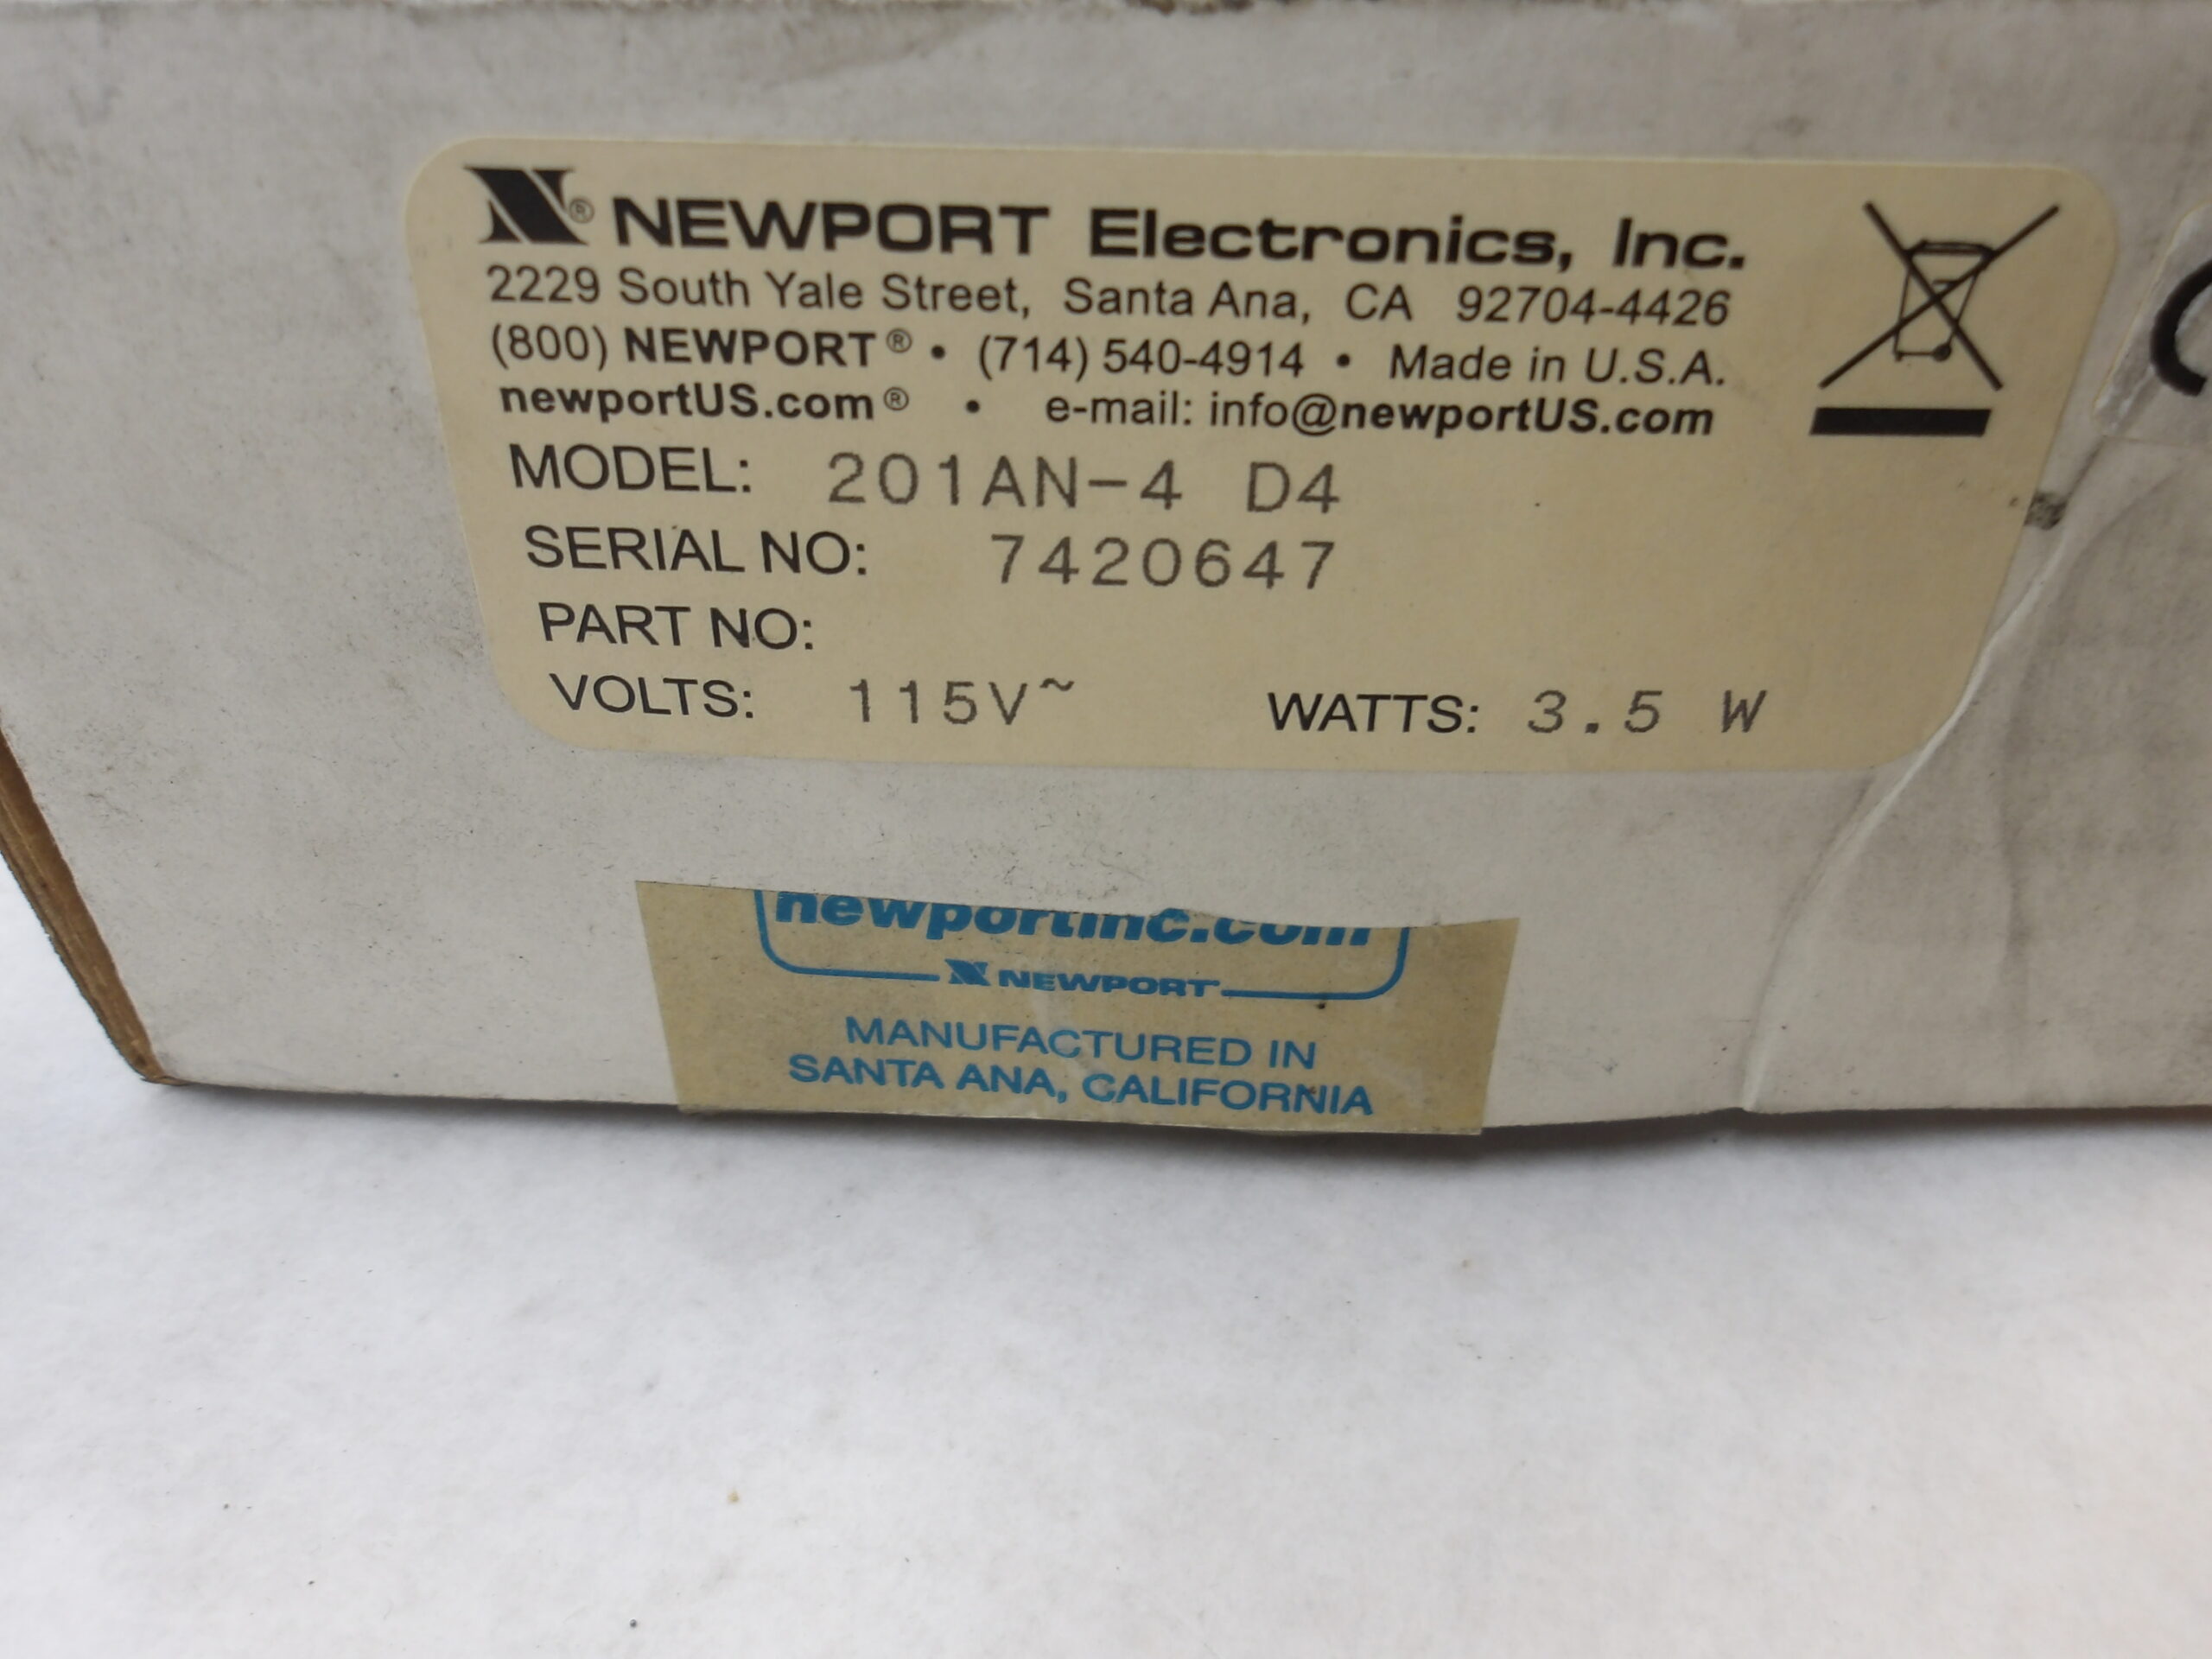 N® NEWPORT Electronics, Inc.
2229 South Yale Street, Santa Ana, CA 92704-4426
(800) NEWPORT® • (714) 540-4914 • Made in U.S.A.
newportUS.com® • e-mail: info@newportUS.com
MODEL: 201AN-4 D4
SERIAL NO: 7420647
PART NO:
VOLTS: 115V~ WATTS: 3.5 W
newportinc.com
N NEWPORT
MANUFACTURED IN
SANTA ANA, CALIFORNIA